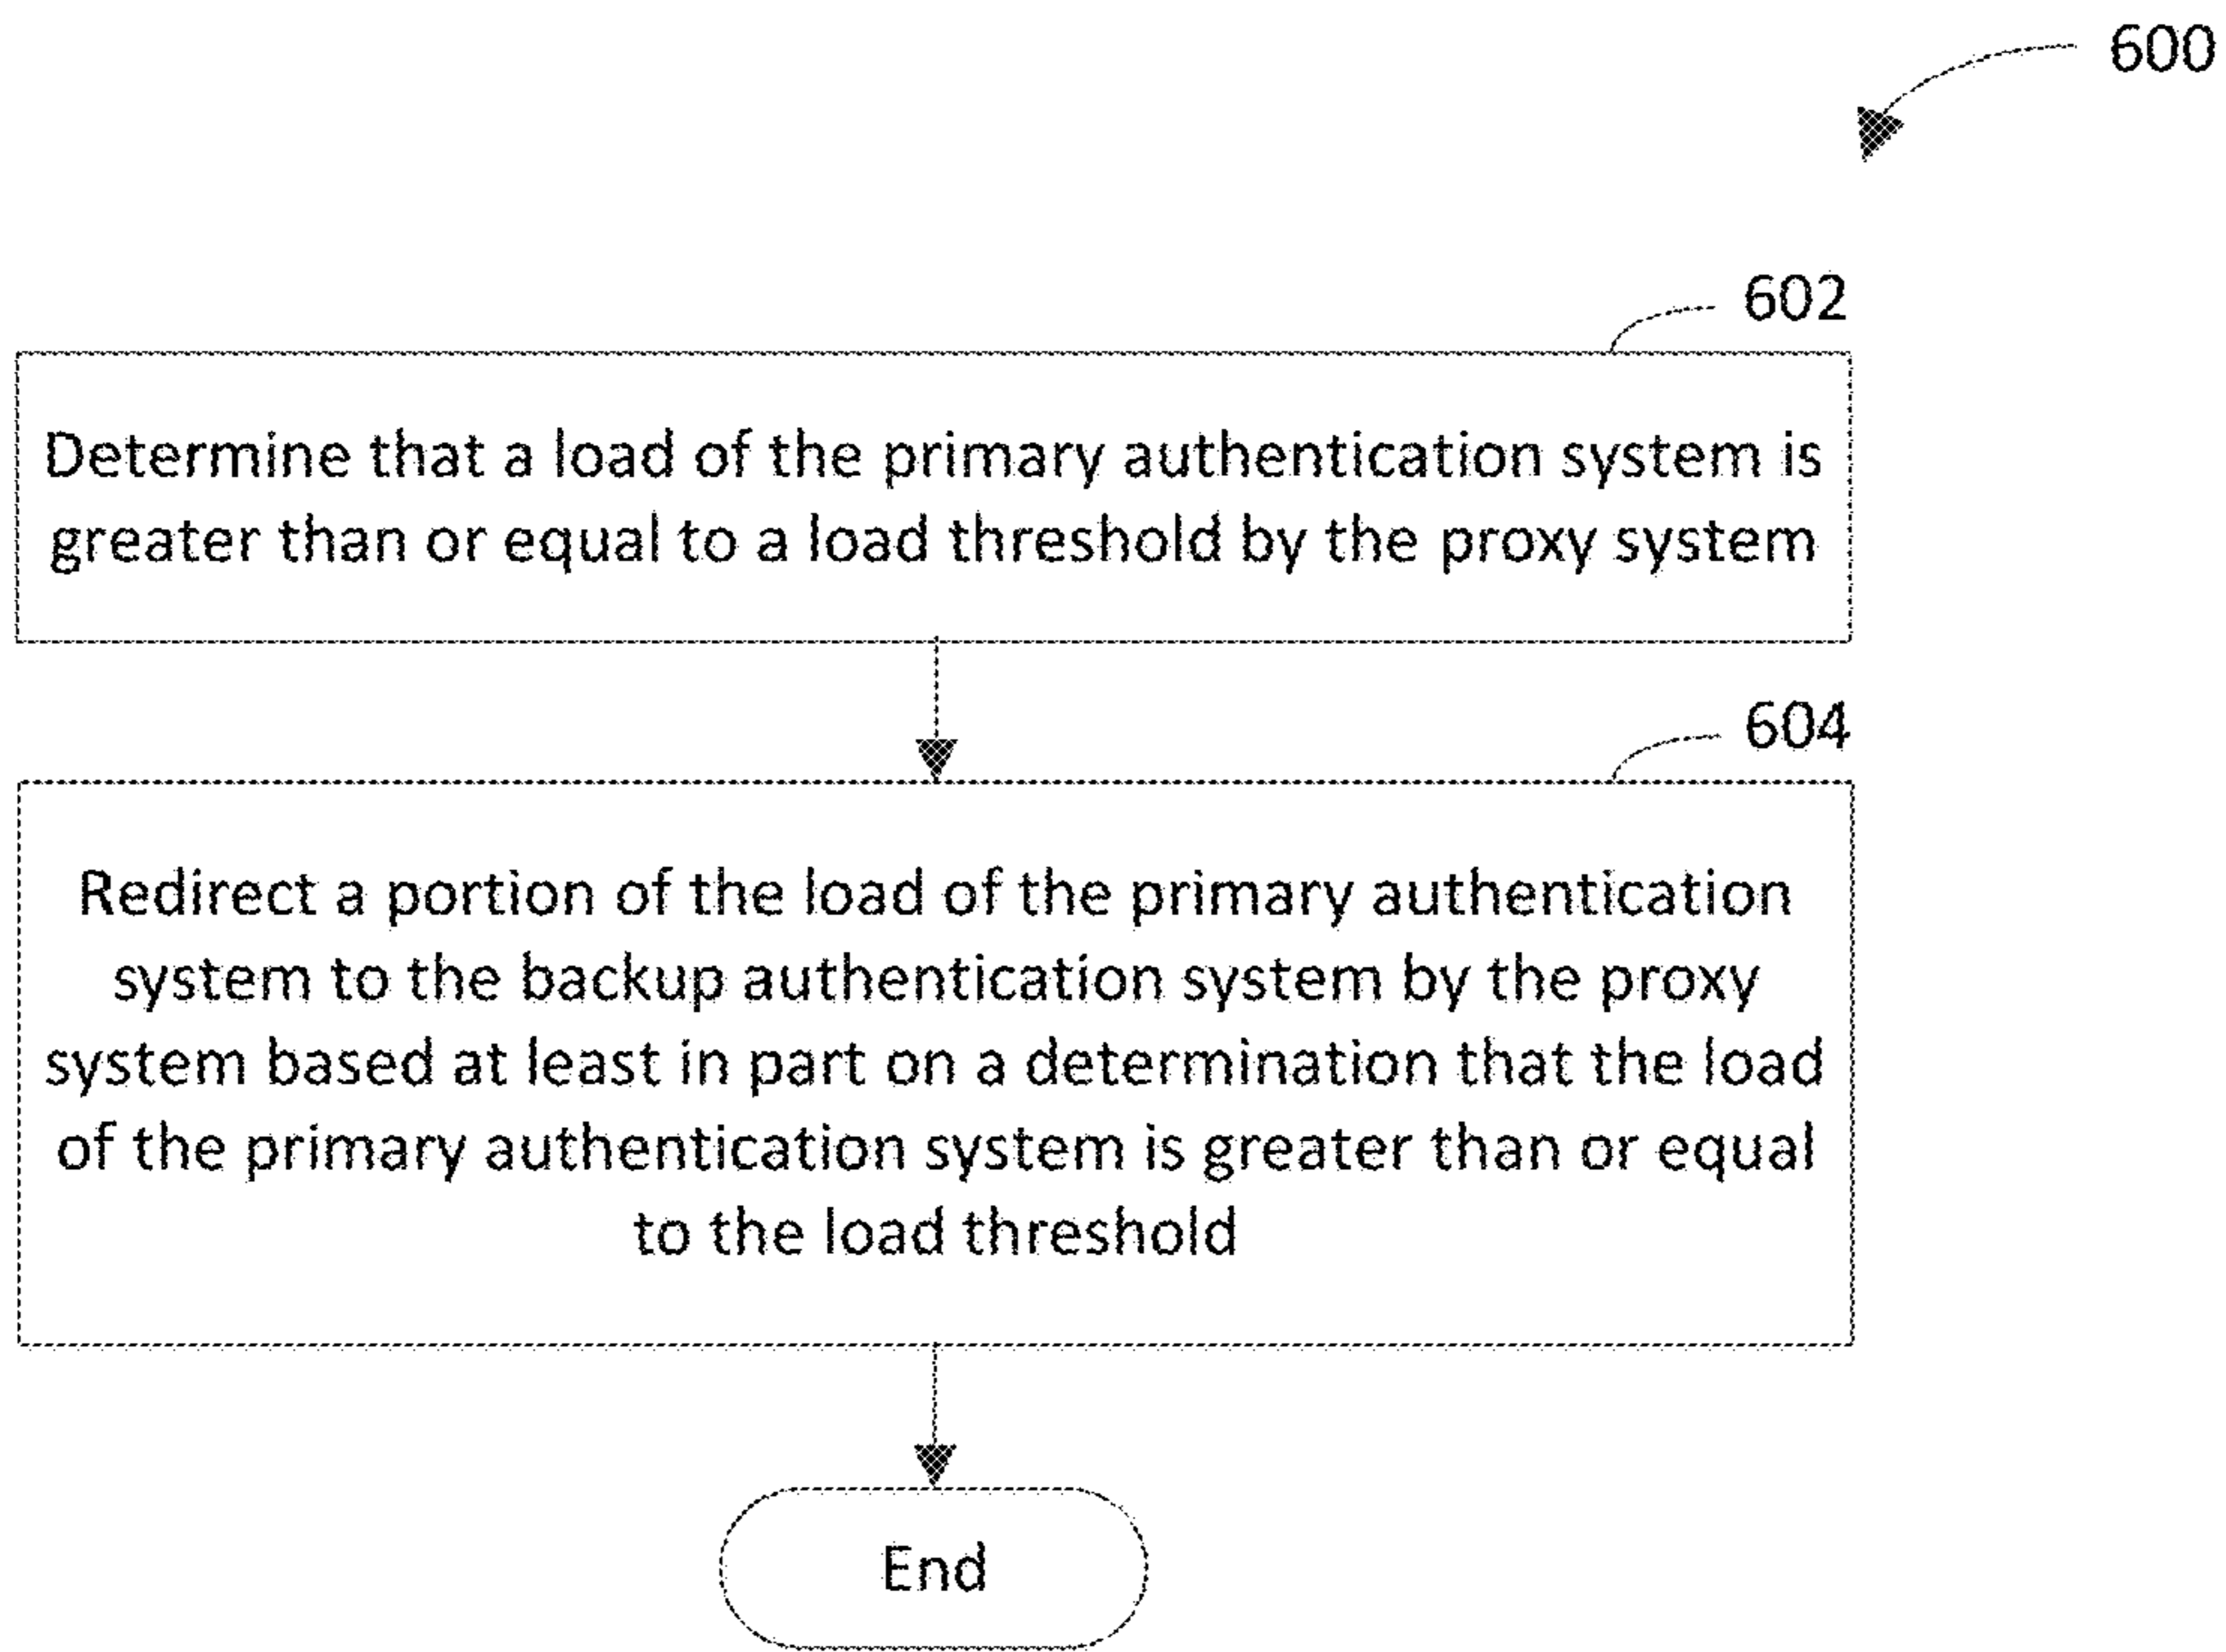 600
602
Determine that a load of the primary authentication system is
greater than or equal to a load threshold by the proxy system
604
Redirect a portion of the load of the primary authentication
system to the backup authentication system by the proxy
system based at least in part on a determination that the load
of the primary authentication system is greater than or equal
to the load threshold
End